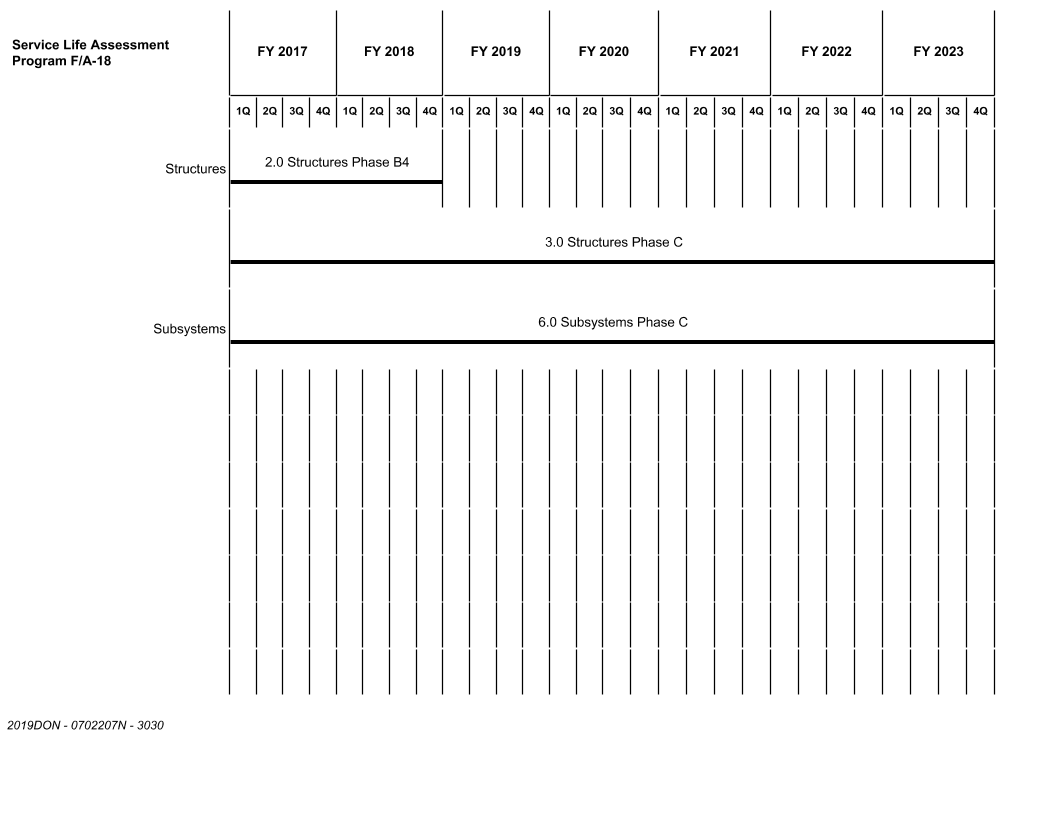 Service Life Assessment
Program F/A-18
FY 2017 FY 2018 FY 2019 FY 2020 FY 2021 FY 2022 FY 2023
1Q 2Q 3Q 4Q 1Q 2Q 3Q 4Q 1Q 2Q 3Q 4Q 1Q 2Q 3Q 4Q 1Q 2Q 3Q 4Q 1Q 2Q 3Q 4Q 1Q 2Q 3Q 4Q
Structures 2.0 Structures Phase B4
3.0 Structures Phase C
Subsystems 6.0 Subsystems Phase C
2019DON - 0702207N - 3030